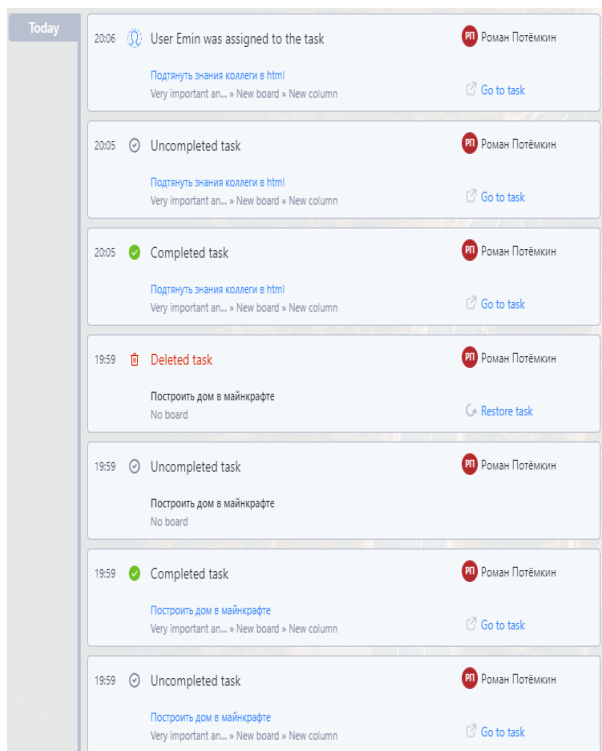 Today
20:06 User Emin was assigned to the task РП Роман Потёмкин
Подтянуть знания коллеги в html
Very important an... » New board » New column Go to task
20:05 Uncompleted task РП Роман Потёмкин
Подтянуть знания коллеги в html
Very important an... » New board » New column Go to task
20:05 Completed task РП Роман Потёмкин
Подтянуть знания коллеги в html
Very important an... » New board » New column Go to task
19:59 Deleted task РП Роман Потёмкин
Построить дом в майнкрафте
No board Restore task
19:59 Uncompleted task РП Роман Потёмкин
Построить дом в майнкрафте
No board
19:59 Completed task РП Роман Потёмкин
Построить дом в майнкрафте
Very important an... » New board » New column Go to task
19:59 Uncompleted task РП Роман Потёмкин
Построить дом в майнкрафте
Very important an... » New board » New column Go to task